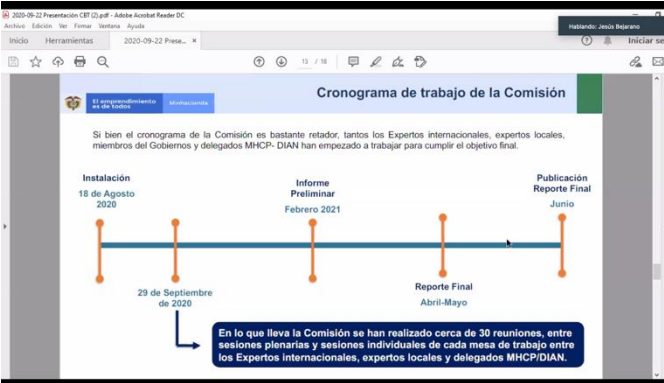 2020-09-22 Presentación CBT (2).pdf - Adobe Acrobat Reader DC
Archivo Edición Ver Firmar Ventana Ayuda
Hablando: Jesús Bejarano
Inicio Herramientas 2020-09-22 Prese... × Iniciar se
13 / 18
El emprendimiento
es de todos
Minhacienda
Cronograma de trabajo de la Comisión
Si bien el cronograma de la Comisión es bastante retador, tantos los Expertos internacionales, expertos locales,
miembros del Gobiernos y delegados MHCP- DIAN han empezado a trabajar para cumplir el objetivo final.
Instalación
18 de Agosto
2020
Informe
Preliminar
Febrero 2021
Publicación
Reporte Final
Junio
29 de Septiembre
de 2020
Reporte Final
Abril-Mayo
En lo que lleva la Comisión se han realizado cerca de 30 reuniones, entre
sesiones plenarias y sesiones individuales de cada mesa de trabajo entre
los Expertos internacionales, expertos locales y delegados MHCP/DIAN.